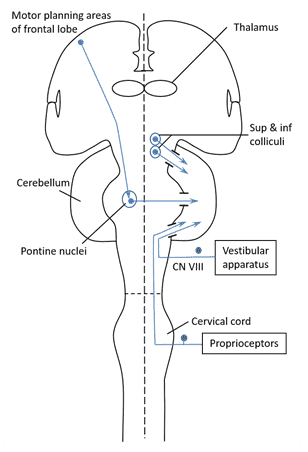 Motor planning areas
of frontal lobe
Thalamus
Sup & inf
colliculi
Cerebellum
Pontine nuclei
CN VIII
Vestibular
apparatus
Cervical cord
Proprioceptors